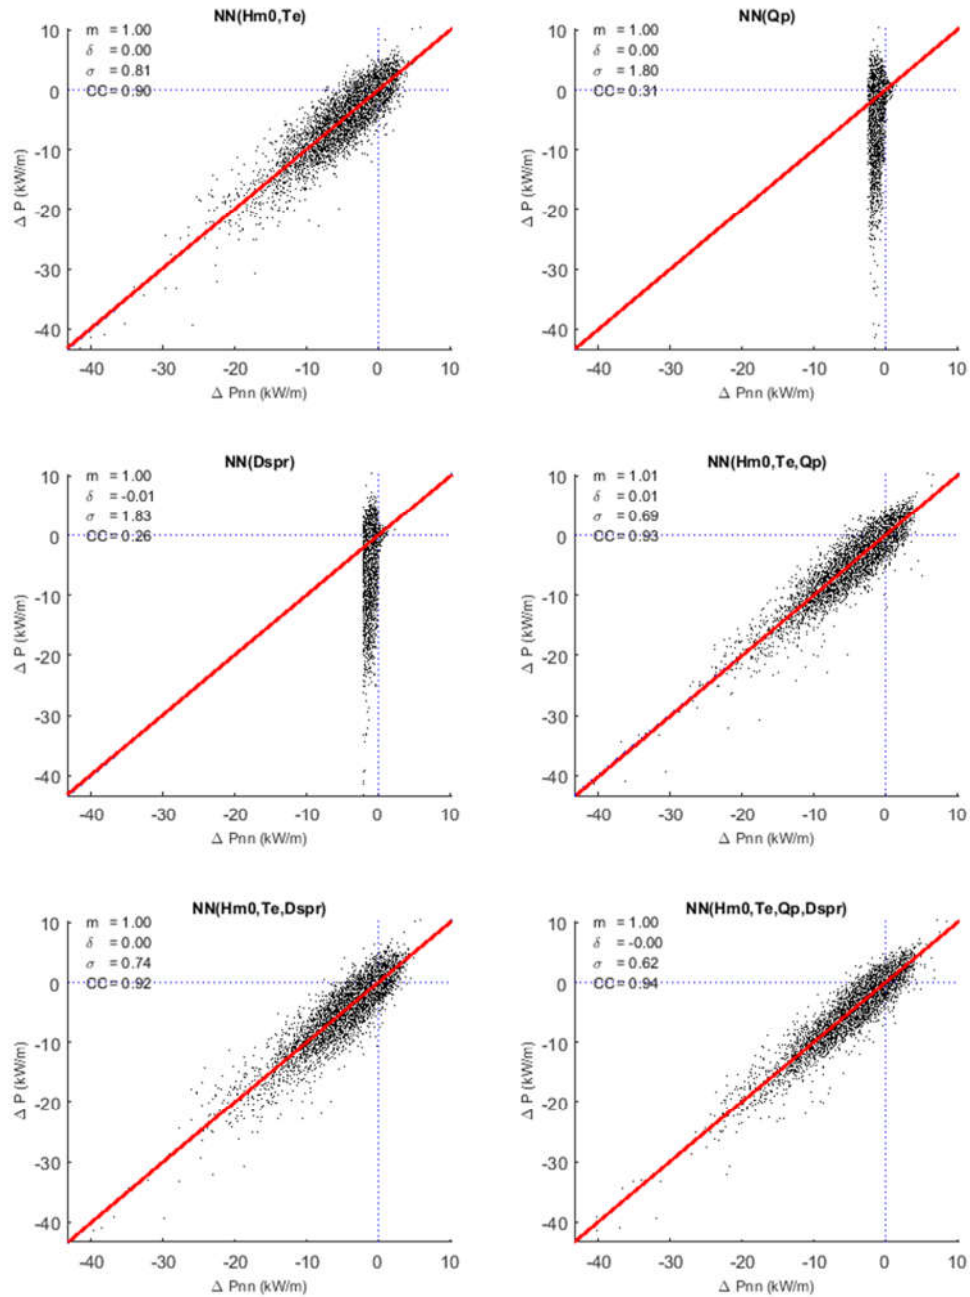 NN(Hm0,Te)
m = 1.00
δ = 0.00
σ = 0.81
CC = 0.90
10
0
-10
-20
-30
-40
Δ P (kW/m)
-40 -30 -20 -10 0 10
Δ Pnn (kW/m)
NN(Qp)
m = 1.00
δ = 0.00
σ = 1.80
CC = 0.31
10
0
-10
-20
-30
-40
Δ P (kW/m)
-40 -30 -20 -10 0 10
Δ Pnn (kW/m)
NN(Dspr)
m = 1.00
δ = -0.01
σ = 1.83
CC = 0.26
10
0
-10
-20
-30
-40
Δ P (kW/m)
-40 -30 -20 -10 0 10
Δ Pnn (kW/m)
NN(Hm0,Te,Qp)
m = 1.01
δ = 0.01
σ = 0.69
CC = 0.93
10
0
-10
-20
-30
-40
Δ P (kW/m)
-40 -30 -20 -10 0 10
Δ Pnn (kW/m)
NN(Hm0,Te,Dspr)
m = 1.00
δ = 0.00
σ = 0.74
CC = 0.92
10
0
-10
-20
-30
-40
Δ P (kW/m)
-40 -30 -20 -10 0 10
Δ Pnn (kW/m)
NN(Hm0,Te,Qp,Dspr)
m = 1.00
δ = -0.00
σ = 0.62
CC = 0.94
10
0
-10
-20
-30
-40
Δ P (kW/m)
-40 -30 -20 -10 0 10
Δ Pnn (kW/m)